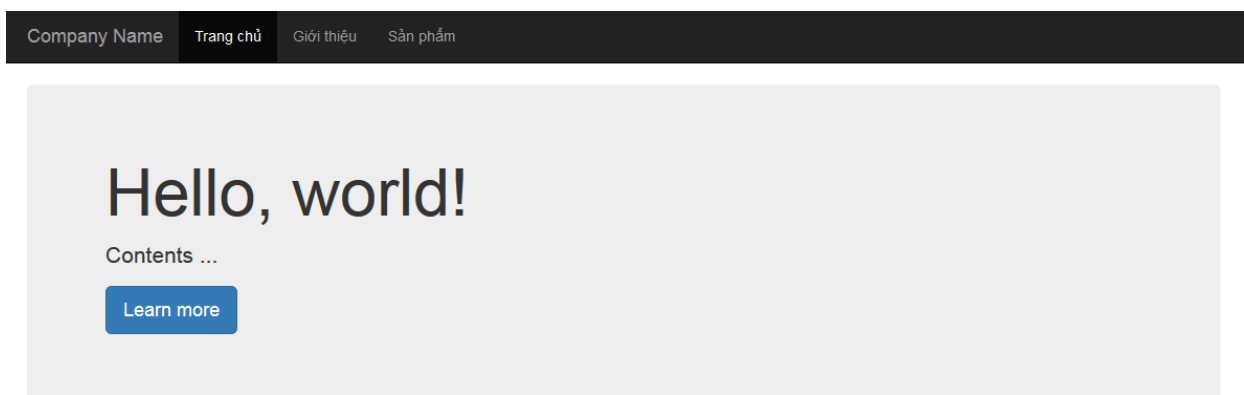 Company Name Trang chủ Giới thiệu Sản phẩm
Hello, world!
Contents ...
Learn more